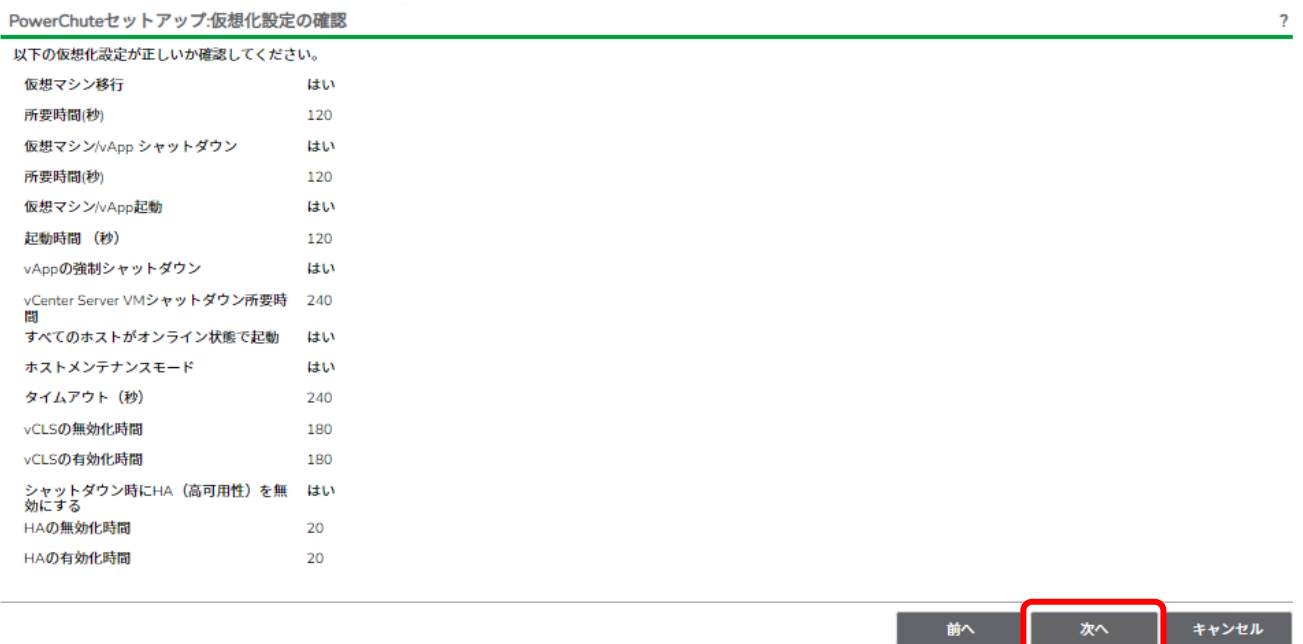 PowerChuteセットアップ:仮想化設定の確認 ?
以下の仮想化設定が正しいか確認してください。
仮想マシン移行 はい
所要時間(秒) 120
仮想マシン/vApp シャットダウン はい
所要時間(秒) 120
仮想マシン/vApp起動 はい
起動時間 （秒） 120
vAppの強制シャットダウン はい
vCenter Server VMシャットダウン所要時 240
間
すべてのホストがオンライン状態で起動 はい
ホストメンテナンスモード はい
タイムアウト（秒） 240
vCLSの無効化時間 180
vCLSの有効化時間 180
シャットダウン時にHA（高可用性）を無 はい
効にする
HAの無効化時間 20
HAの有効化時間 20
前へ 次へ キャンセル